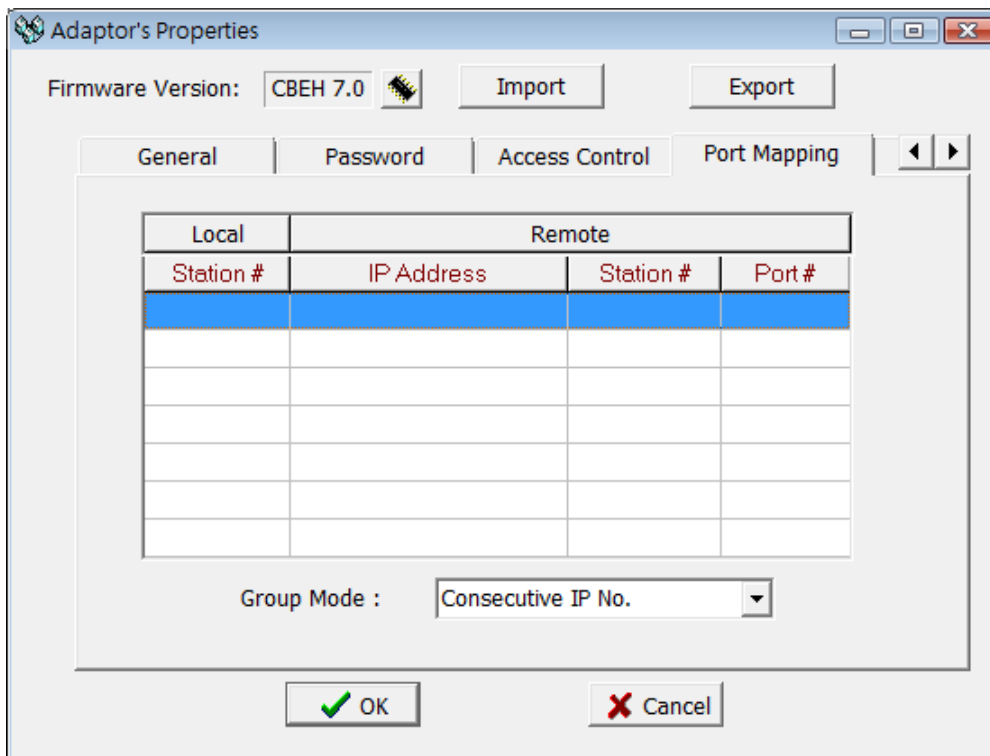 Adaptor's Properties
Firmware Version: CBEH 7.0 Import Export
General Password Access Control Port Mapping
Local Remote
Station # IP Address Station # Port #
Group Mode : Consecutive IP No.
OK Cancel